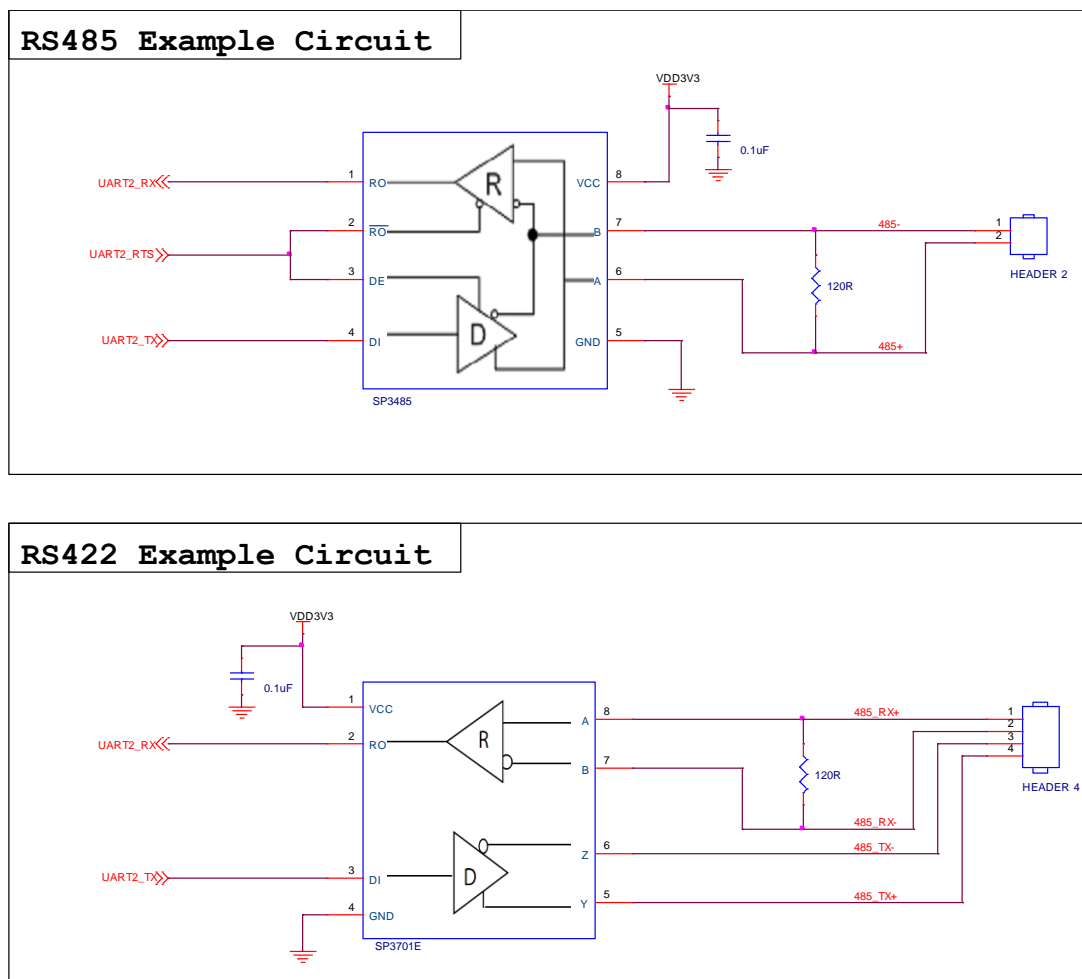 RS485 Example Circuit
VDD3V3
0.1uF
UART2_RX
1
RO
R
VCC
8
2
RO
B
7
485-
1
2
HEADER 2
UART2_RTS
3
DE
A
6
120R
UART2_TX
4
DI
D
GND
5
485+
SP3485
RS422 Example Circuit
VDD3V3
0.1uF
1
VCC
A
8
485_RX+
1
2
3
4
HEADER 4
UART2_RX
2
RO
R
B
7
120R
485_RX-
Z
6
485_TX-
UART2_TX
3
DI
D
4
GND
Y
5
485_TX+
SP3701E